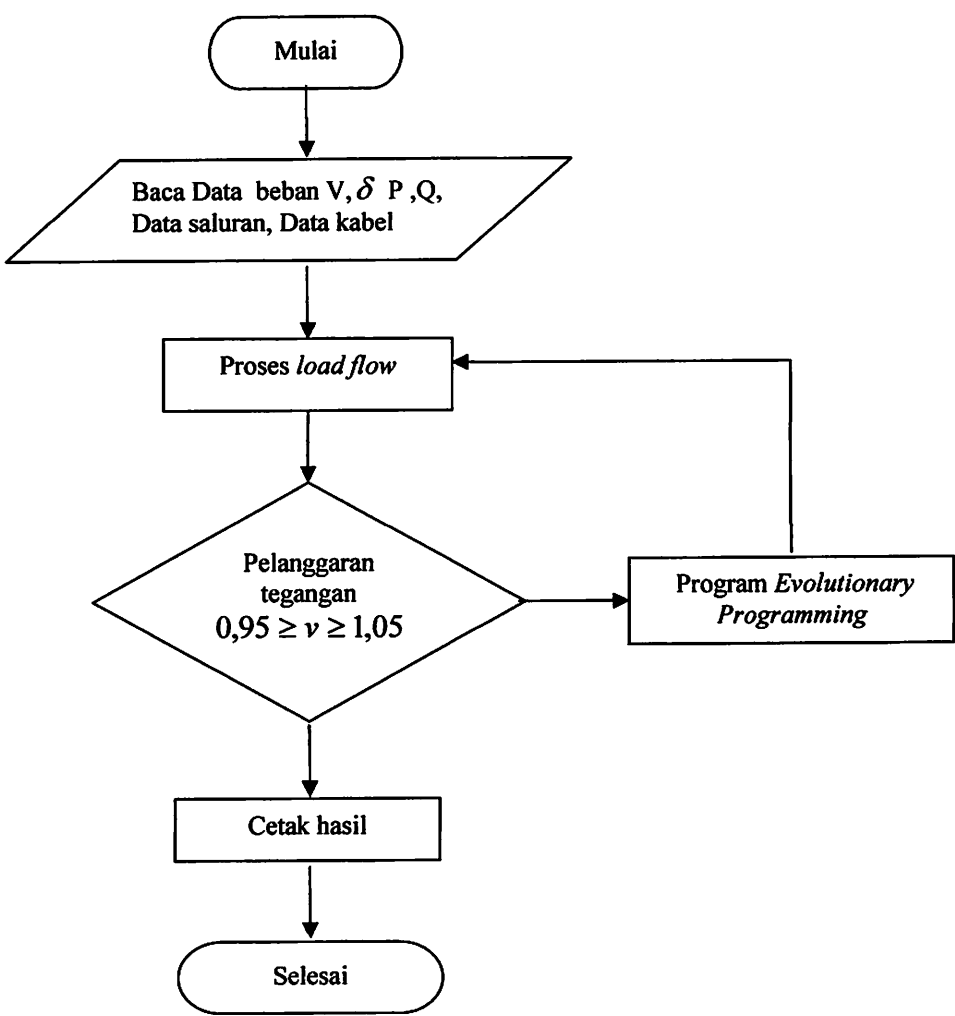 Mulai
Baca Data beban V, δ P ,Q,
Data saluran, Data kabel
Proses load flow
Pelanggaran
tegangan
0,95 ≥ v ≥ 1,05
Program Evolutionary
Programming
Cetak hasil
Selesai